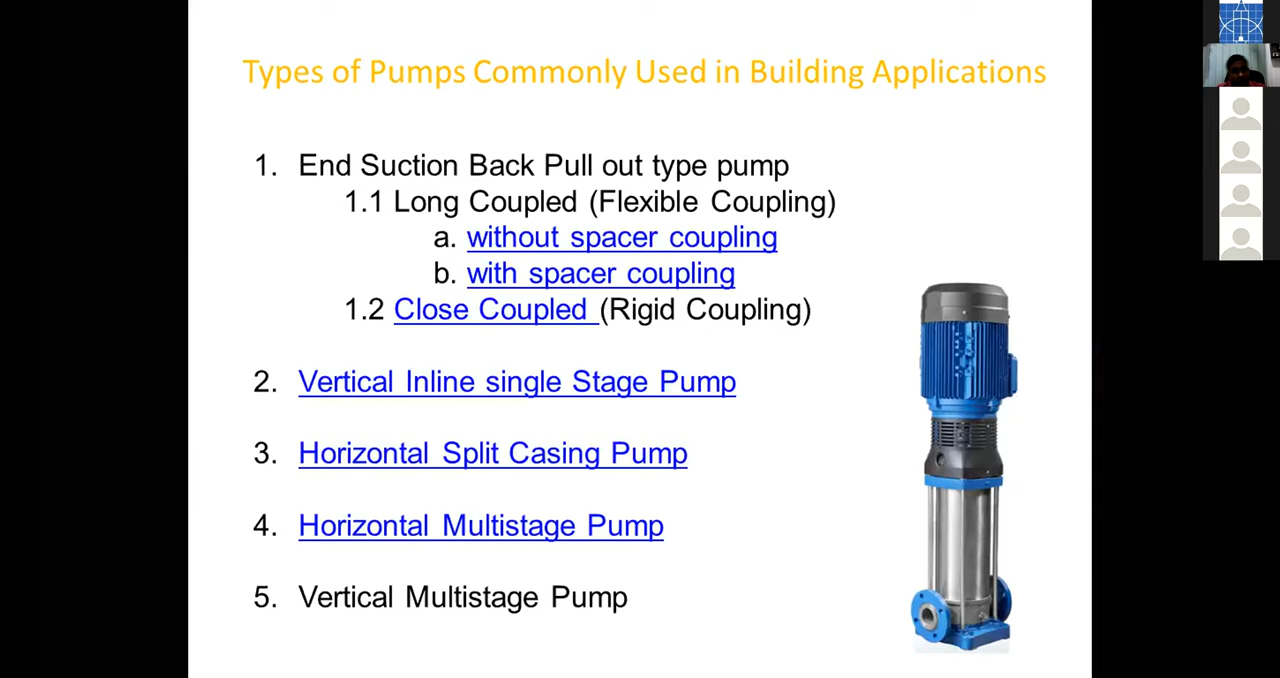 Types of Pumps Commonly Used in Building Applications
1. End Suction Back Pull out type pump
1.1 Long Coupled (Flexible Coupling)
a. without spacer coupling
b. with spacer coupling
1.2 Close Coupled (Rigid Coupling)
2. Vertical Inline single Stage Pump
3. Horizontal Split Casing Pump
4. Horizontal Multistage Pump
5. Vertical Multistage Pump